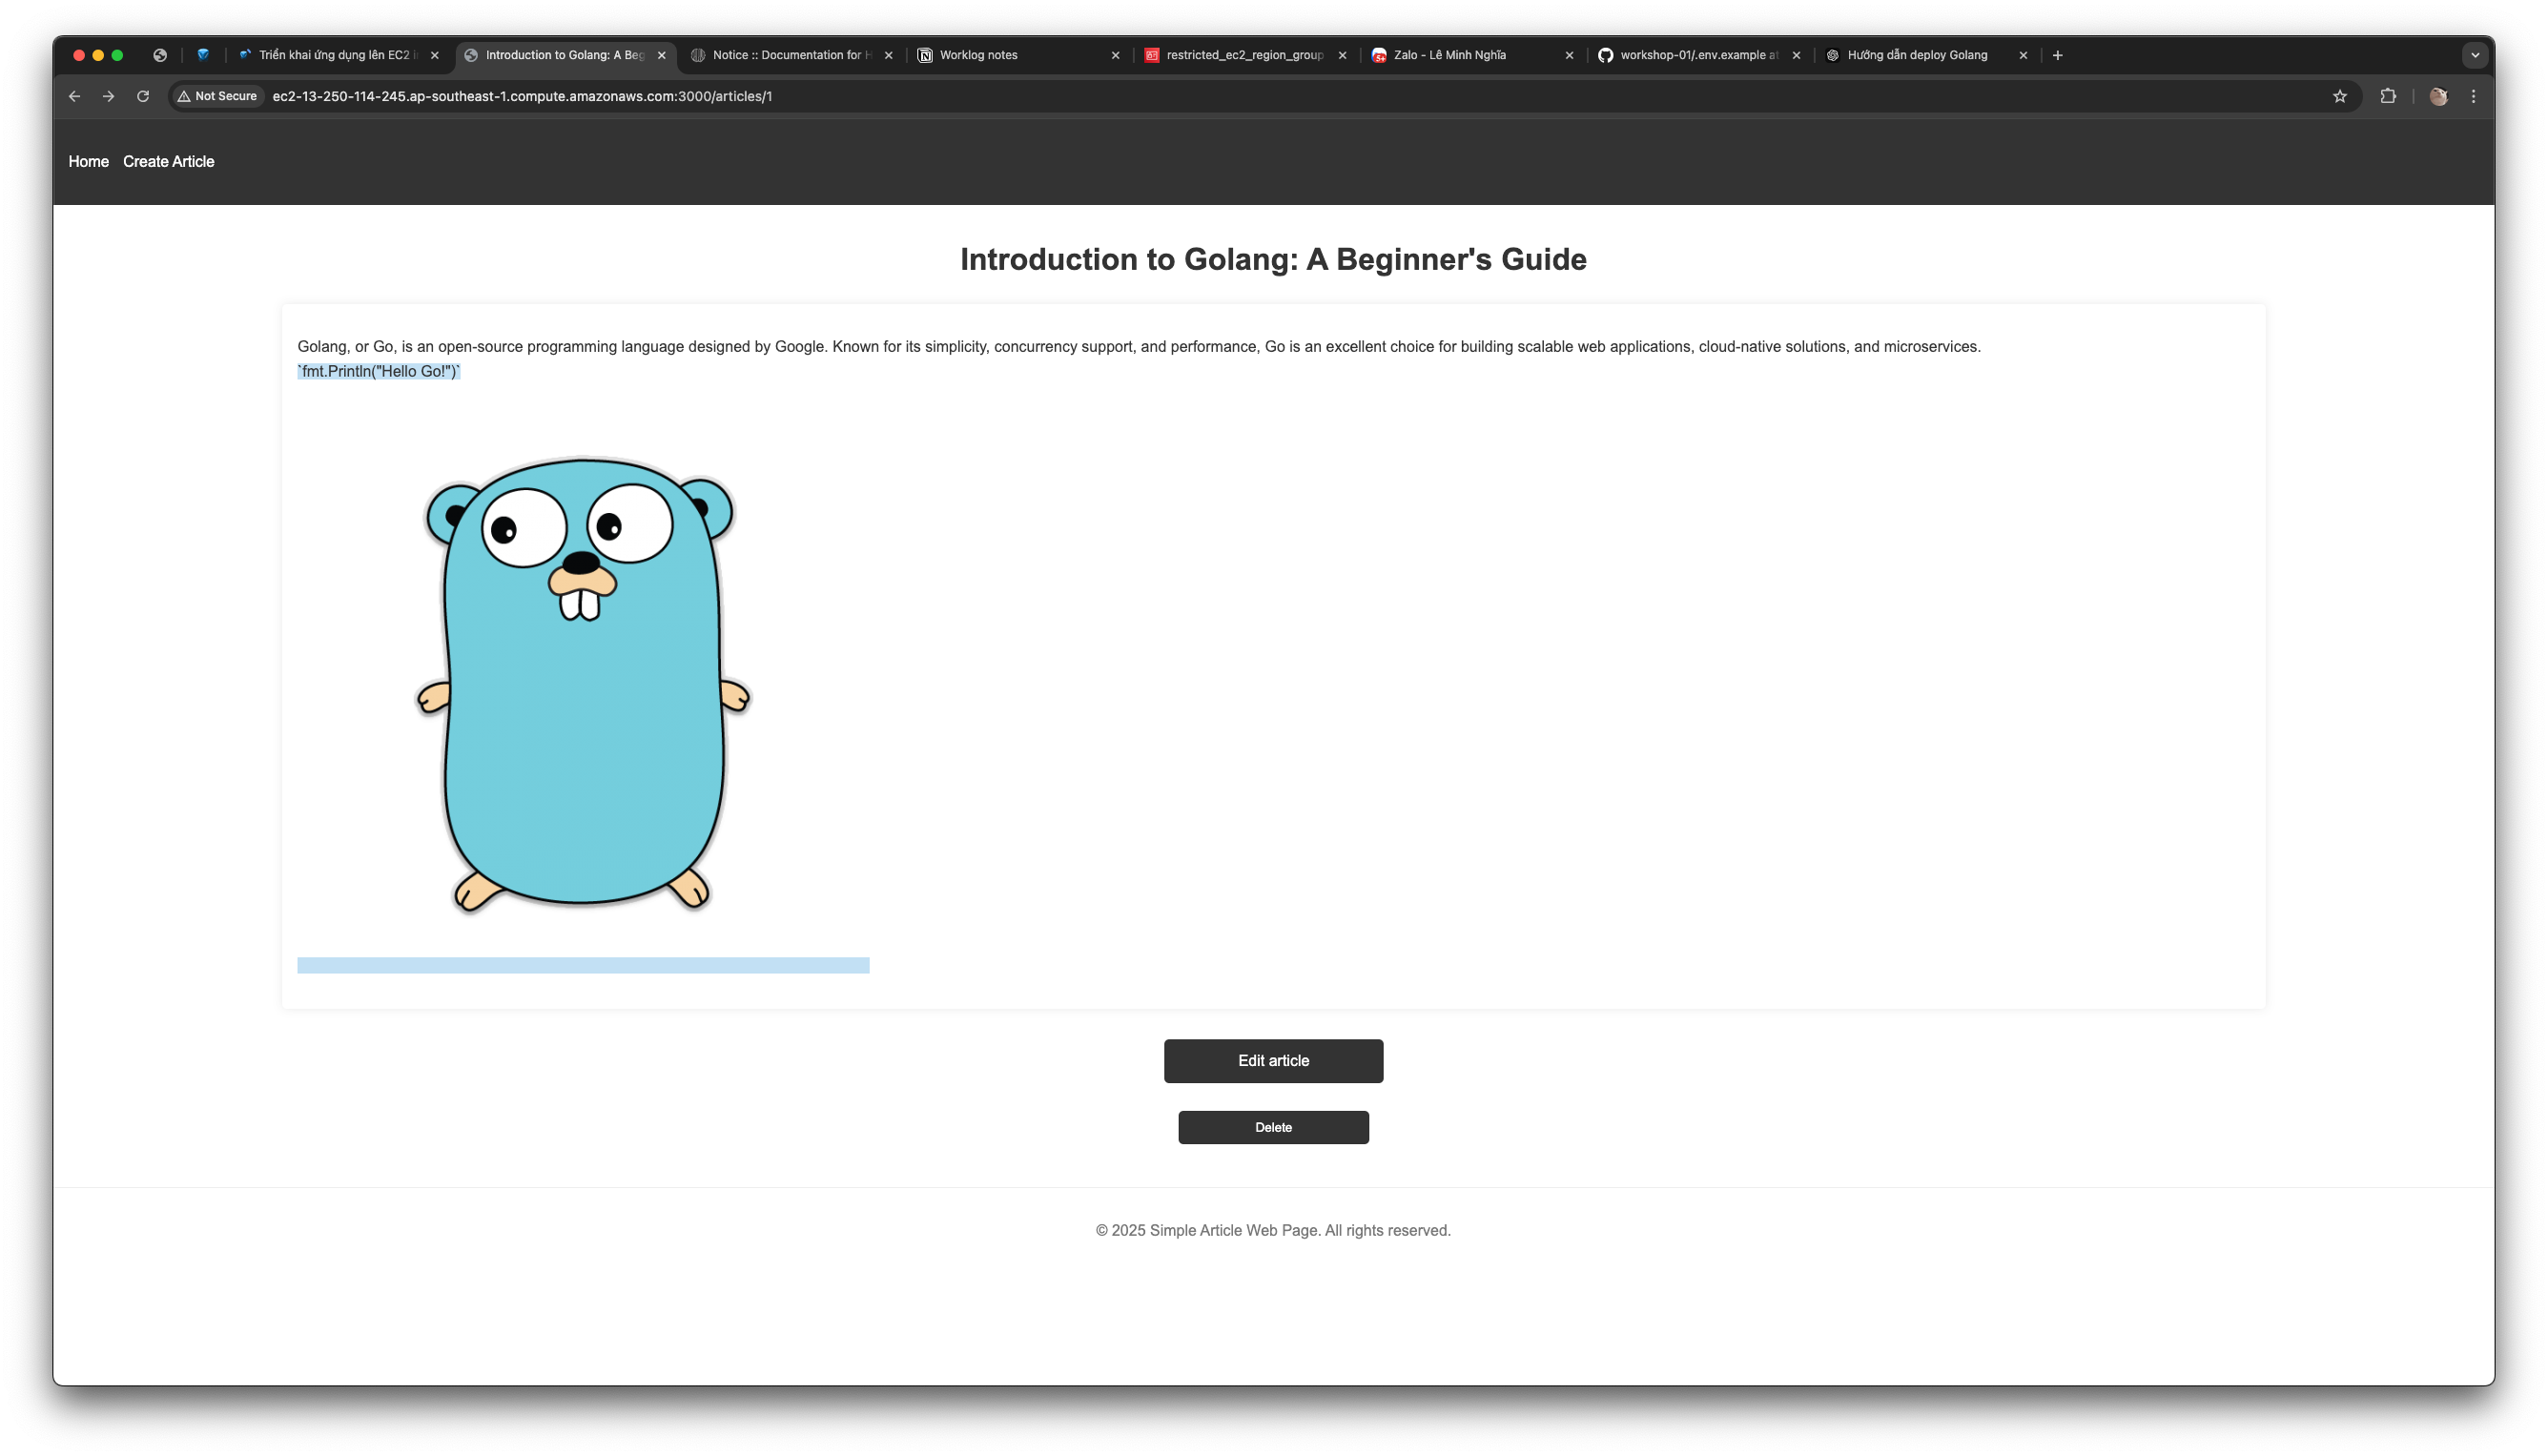 Triển khai ứng dụng lên EC2 i
Introduction to Golang: A Beg
Notice :: Documentation for H
Worklog notes
restricted_ec2_region_group
Zalo - Lê Minh Nghĩa
workshop-01/.env.example at
Hướng dẫn deploy Golang
Not Secure
ec2-13-250-114-245.ap-southeast-1.compute.amazonaws.com:3000/articles/1
Home Create Article
Introduction to Golang: A Beginner's Guide
Golang, or Go, is an open-source programming language designed by Google. Known for its simplicity, concurrency support, and performance, Go is an excellent choice for building scalable web applications, cloud-native solutions, and microservices.
`fmt.Println("Hello Go!")`
Edit article
Delete
© 2025 Simple Article Web Page. All rights reserved.